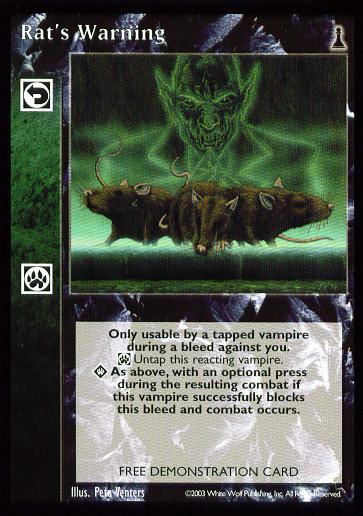 Rat's Warning
Only usable by a tapped vampire
during a bleed against you.
Untap this reacting vampire.
As above, with an optional press
during the resulting combat if
this vampire successfully blocks
this bleed and combat occurs.
FREE DEMONSTRATION CARD
Illus. Pete Venters ©2003 White Wolf Publishing, Inc. All Rights Reserved.